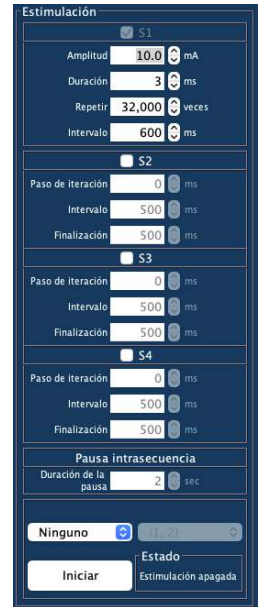 Estimulación
S1
Amplitud 10.0 mA
Duración 3 ms
Repetir 32,000 veces
Intervalo 600 ms
S2
Paso de iteración 0 ms
Intervalo 500 ms
Finalización 500 ms
S3
Paso de iteración 0 ms
Intervalo 500 ms
Finalización 500 ms
S4
Paso de iteración 0 ms
Intervalo 500 ms
Finalización 500 ms
Pausa intrasecuencia
Duración de la
pausa 2 sec
Ninguno (1, 2)
Estado
Iniciar Estimulación apagada